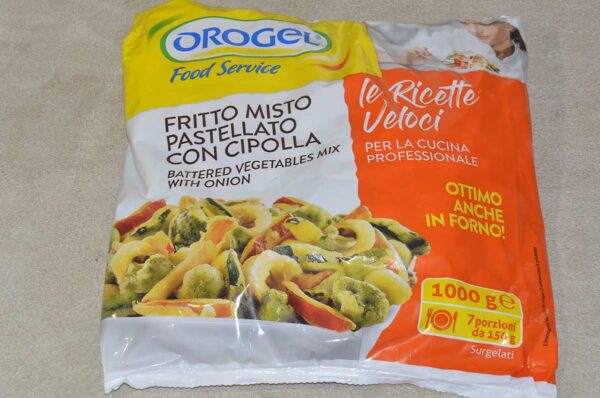 OROGEL
Food Service
FRITTO MISTO
PASTELLATO
CON CIPOLLA
BATTERED VEGETABLES MIX
WITH ONION
le Ricette
Veloci
PER LA CUCINA
PROFESSIONALE
OTTIMO
ANCHE
IN FORNO!
1000 g e
7 porzioni
da 150 g
Surgelati